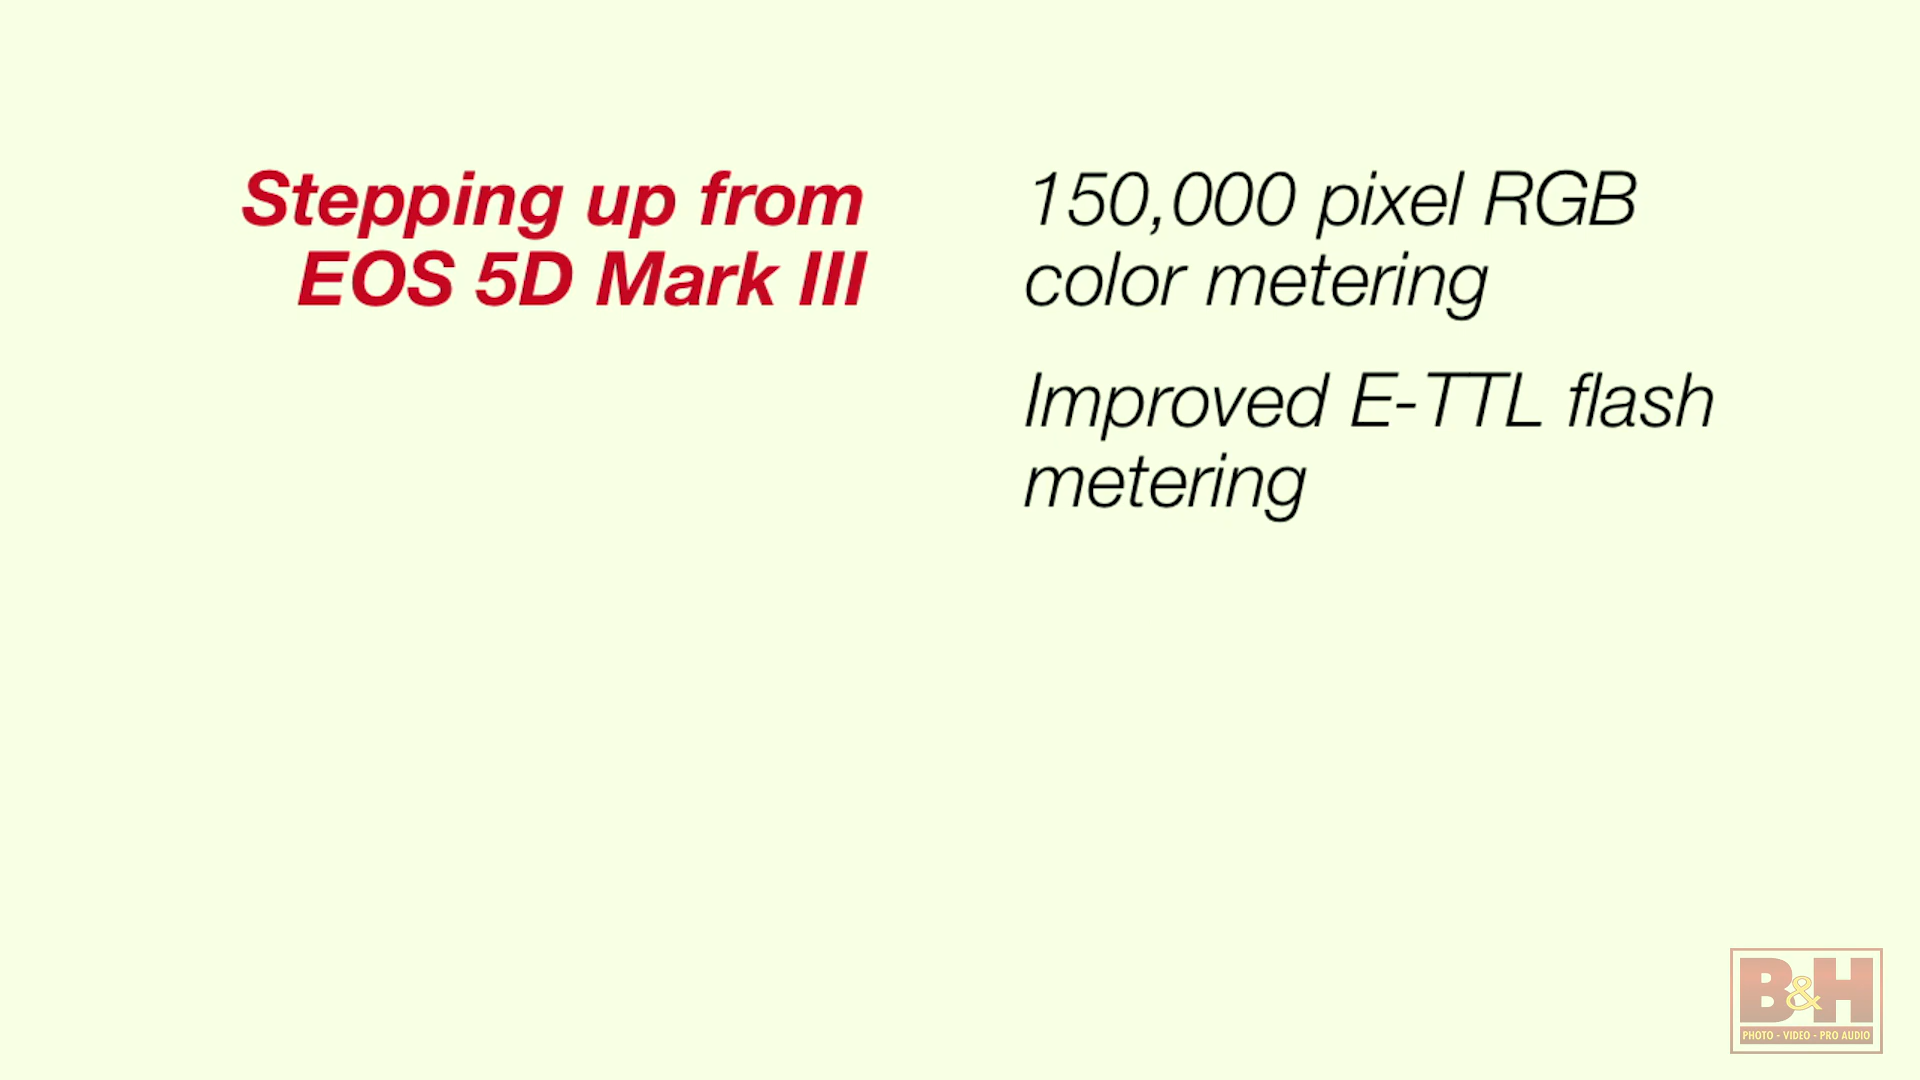 Stepping up from
EOS 5D Mark III
150,000 pixel RGB
color metering
Improved E-TTL flash
metering
B&H
PHOTO - VIDEO - PRO AUDIO